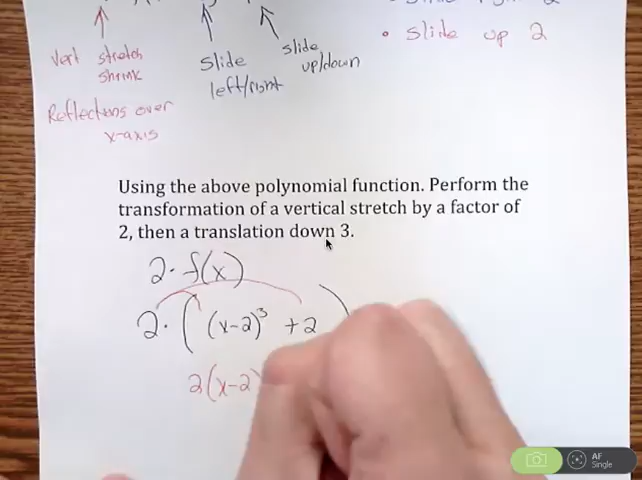 • slide up 2
Vert stretch
shrink
slide
left/right
slide
up/down
Reflections over
x-axis
Using the above polynomial function. Perform the
transformation of a vertical stretch by a factor of
2, then a translation down 3.
2· f(x)
2· ( (x-2)³ +2 )
2(x-2)
AF
Single